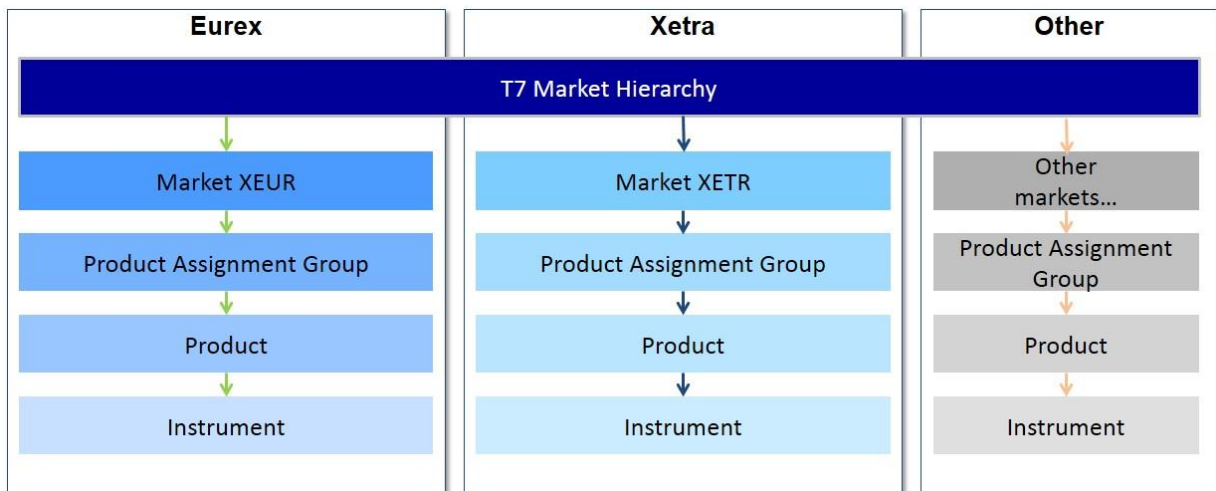 Eurex
Xetra
Other
T7 Market Hierarchy
Market XEUR
Market XETR
Other
markets...
Product Assignment Group
Product Assignment Group
Product Assignment
Group
Product
Product
Product
Instrument
Instrument
Instrument